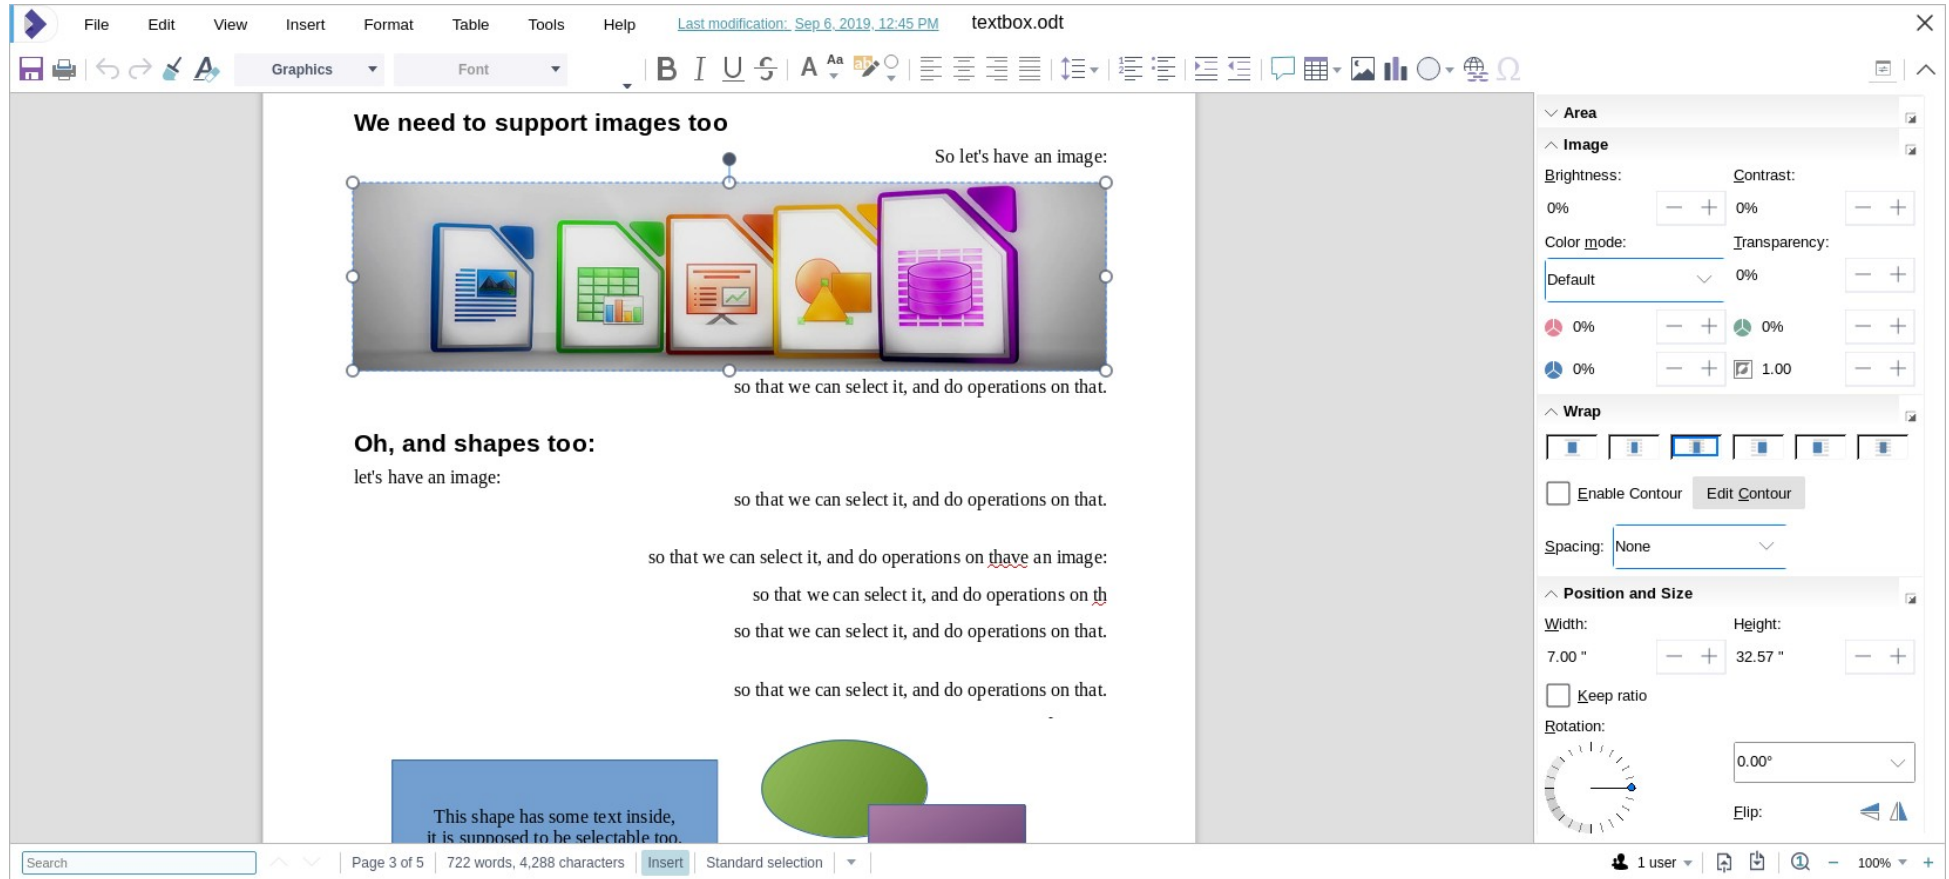 File Edit View Insert Format Table Tools Help Last modification: Sep 6, 2019, 12:45 PM textbox.odt
Graphics Font
We need to support images too
So let's have an image:
so that we can select it, and do operations on that.
Oh, and shapes too:
let's have an image:
so that we can select it, and do operations on that.
so that we can select it, and do operations on thave an image:
so that we can select it, and do operations on th
so that we can select it, and do operations on that.
so that we can select it, and do operations on that.
This shape has some text inside,
it is supposed to be selectable too.
Area
Image
Brightness: Contrast:
0% 0%
Color mode: Transparency:
Default 0%
0% 0%
0% 1.00
Wrap
Enable Contour Edit Contour
Spacing: None
Position and Size
Width: Height:
7.00 " 32.57 "
Keep ratio
Rotation:
0.00°
Flip:
Search Page 3 of 5 722 words, 4,288 characters Insert Standard selection 1 user 100%